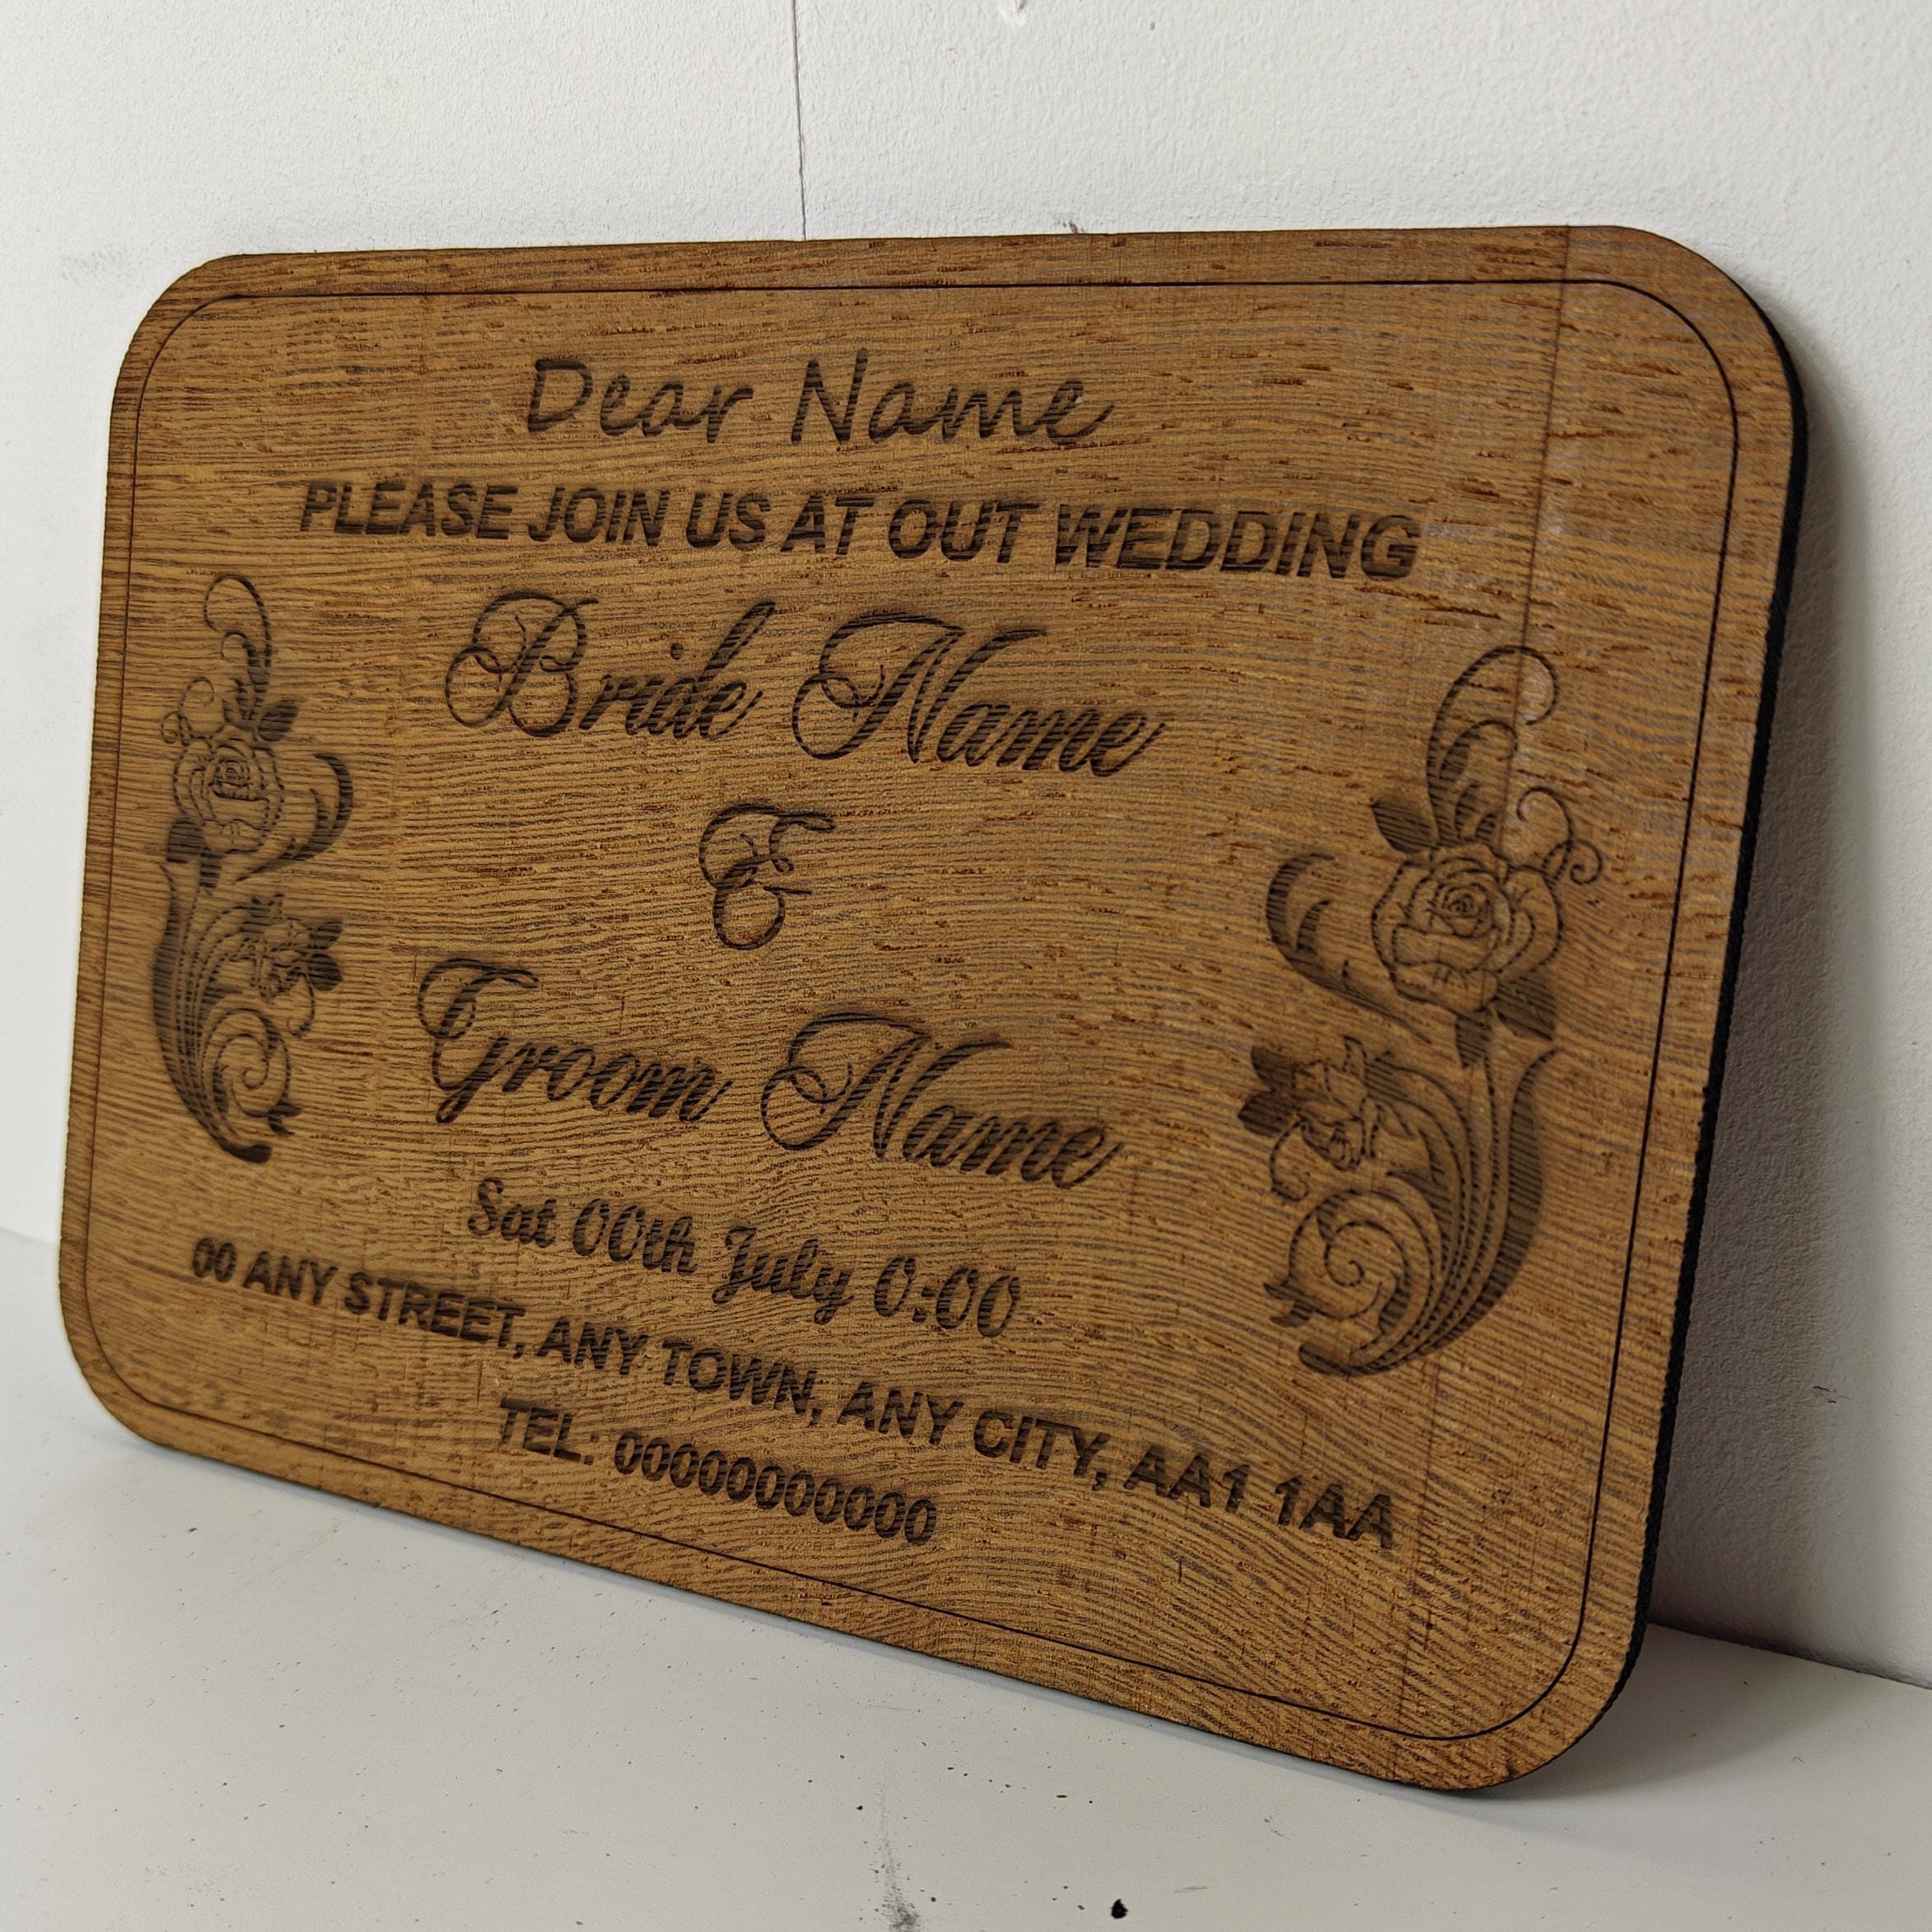 Dear Name
PLEASE JOIN US AT OUT WEDDING
Bride Name
&
Groom Name
Sat 00th July 0:00
00 ANY STREET, ANY TOWN, ANY CITY, AA1 1AA
TEL: 00000000000